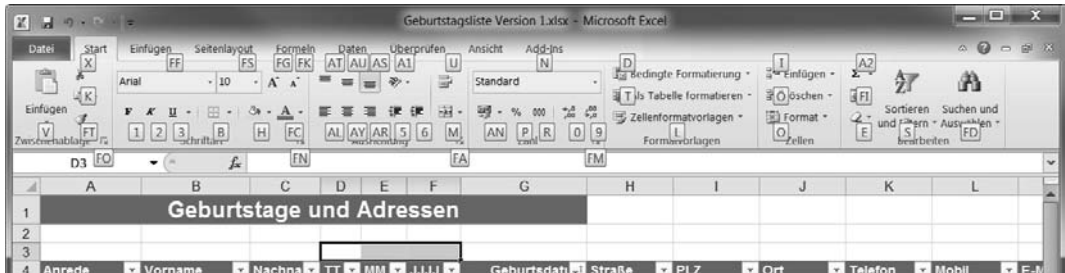 Geburtstagsliste Version 1.xlsx - Microsoft Excel
Datei Start Einfügen Seitenlayout Formeln Daten Überprüfen Ansicht Add-Ins
X FF FS FG FK AT AU AS A1 U N D I A2
Arial 10 A A Standard Bedingte Formatierung Einfügen Σ
K T Als Tabelle formatieren O Löschen FI
Einfügen F K U A % 000 Zellenformatvorlagen Format Sortieren und Filtern Suchen und Auswählen
V FT 1 2 3 B H FC AL AY AR 5 6 M AN P R 0 9 L O E S FD
Zwischenablage Schriftart Ausrichtung Zahl Formatvorlagen Zellen Bearbeiten
D3 FO fx FN FA FM
A B C D E F G H I J K L
1 Geburtstage und Adressen
2
3
4 Anrede Vorname Nachna TT MM JJJJ Geburtsdatu Straße PLZ Ort Telefon Mobil E-M